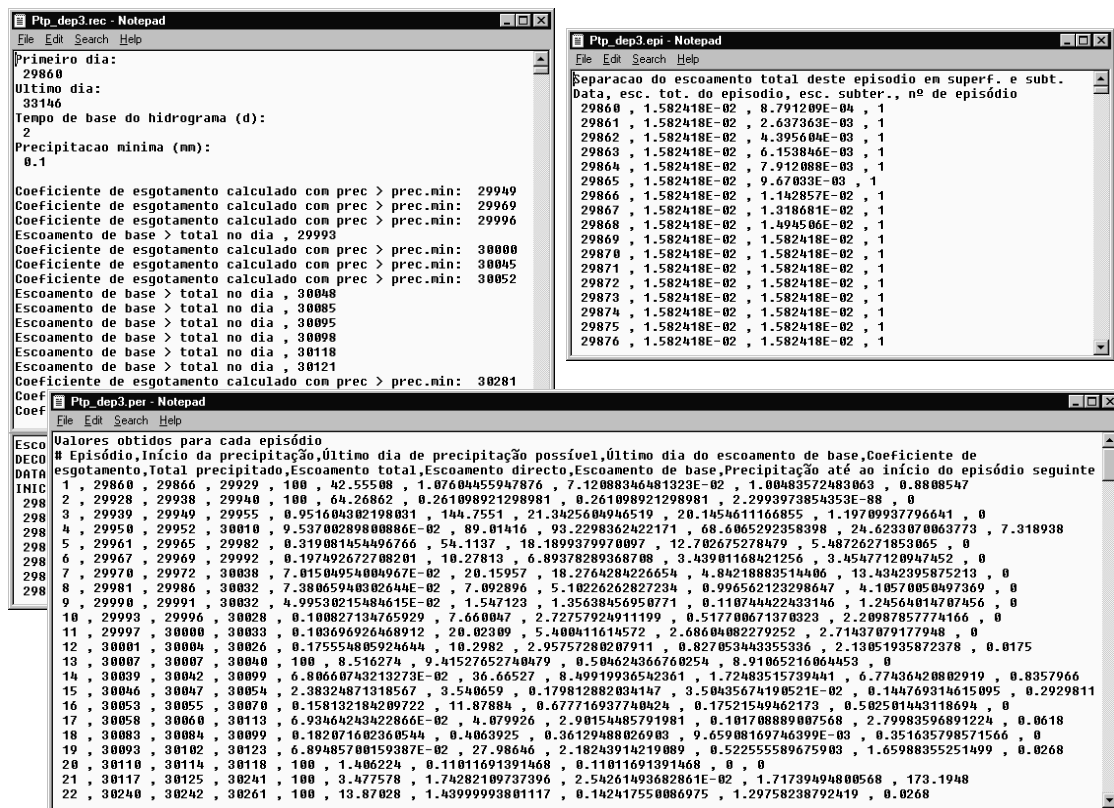 Ptp_dep3.rec - Notepad
File Edit Search Help
Primeiro dia:
29860
Ultimo dia:
33146
Tempo de base do hidrograma (d):
2
Precipitacao minima (mm):
0.1
Coeficiente de esgotamento calculado com prec > prec.min: 29949
Coeficiente de esgotamento calculado com prec > prec.min: 29969
Coeficiente de esgotamento calculado com prec > prec.min: 29996
Escoamento de base > total no dia , 29993
Coeficiente de esgotamento calculado com prec > prec.min: 30000
Coeficiente de esgotamento calculado com prec > prec.min: 30045
Coeficiente de esgotamento calculado com prec > prec.min: 30052
Escoamento de base > total no dia , 30048
Escoamento de base > total no dia , 30085
Escoamento de base > total no dia , 30095
Escoamento de base > total no dia , 30098
Escoamento de base > total no dia , 30118
Escoamento de base > total no dia , 30121
Coeficiente de esgotamento calculado com prec > prec.min: 30281
Coef
Coef
Esco
DECO
DATA
INIC
298
298
298
298
298
298
298
Ptp_dep3.epi - Notepad
File Edit Search Help
Separacao do escoamento total deste episodio em superf. e subt.
Data, esc. tot. do episodio, esc. subter., nº de episódio
29860 , 1.582418E-02 , 8.791209E-04 , 1
29861 , 1.582418E-02 , 2.637363E-03 , 1
29862 , 1.582418E-02 , 4.395604E-03 , 1
29863 , 1.582418E-02 , 6.153846E-03 , 1
29864 , 1.582418E-02 , 7.912088E-03 , 1
29865 , 1.582418E-02 , 9.67033E-03 , 1
29866 , 1.582418E-02 , 1.142857E-02 , 1
29867 , 1.582418E-02 , 1.318681E-02 , 1
29868 , 1.582418E-02 , 1.494506E-02 , 1
29869 , 1.582418E-02 , 1.582418E-02 , 1
29870 , 1.582418E-02 , 1.582418E-02 , 1
29871 , 1.582418E-02 , 1.582418E-02 , 1
29872 , 1.582418E-02 , 1.582418E-02 , 1
29873 , 1.582418E-02 , 1.582418E-02 , 1
29874 , 1.582418E-02 , 1.582418E-02 , 1
29875 , 1.582418E-02 , 1.582418E-02 , 1
29876 , 1.582418E-02 , 1.582418E-02 , 1
Ptp_dep3.per - Notepad
File Edit Search Help
Valores obtidos para cada episódio
# Episódio,Início da precipitação,Último dia de precipitação possível,Último dia do escoamento de base,Coeficiente de
esgotamento,Total precipitado,Escoamento total,Escoamento directo,Escoamento de base,Precipitação até ao início do episódio seguinte
1 , 29860 , 29866 , 29929 , 100 , 42.55508 , 1.07604455947876 , 7.12088346481323E-02 , 1.00483572483063 , 0.8808547
2 , 29928 , 29938 , 29940 , 100 , 64.26862 , 0.261098921298981 , 0.261098921298981 , 2.2993973854353E-88 , 0
3 , 29939 , 29949 , 29955 , 0.951604302198031 , 144.7551 , 21.3425604946519 , 20.1454611166855 , 1.19709937796641 , 0
4 , 29950 , 29952 , 30010 , 9.53700289800886E-02 , 89.01416 , 93.2298362422171 , 68.6065292358398 , 24.6233070063773 , 7.318938
5 , 29961 , 29965 , 29982 , 0.319081454496766 , 54.1137 , 18.1899379970097 , 12.702675278479 , 5.48726271853065 , 0
6 , 29967 , 29969 , 29992 , 0.197492672708201 , 10.27813 , 6.89378289368708 , 3.43901168421256 , 3.45477120947452 , 0
7 , 29970 , 29972 , 30038 , 7.01504954004967E-02 , 20.15957 , 18.2764284226654 , 4.84218883514406 , 13.4342395875213 , 0
8 , 29981 , 29986 , 30032 , 7.38065940302644E-02 , 7.092896 , 5.10226262827234 , 0.996562123298647 , 4.10570050497369 , 0
9 , 29990 , 29991 , 30032 , 4.99530215484615E-02 , 1.547123 , 1.35638456950771 , 0.110744422433146 , 1.24564014707456 , 0
10 , 29993 , 29996 , 30028 , 0.100827134765929 , 7.660047 , 2.72757924911199 , 0.517700671370323 , 2.20987857774166 , 0
11 , 29997 , 30000 , 30033 , 0.103696926468912 , 20.02309 , 5.400411614572 , 2.68604082279252 , 2.71437079177948 , 0
12 , 30001 , 30004 , 30026 , 0.175554805924644 , 10.2982 , 2.95757280207911 , 0.827053443355336 , 2.13051935872378 , 0.0175
13 , 30007 , 30007 , 30040 , 100 , 8.516274 , 9.41527652740479 , 0.504624366760254 , 8.91065216064453 , 0
14 , 30039 , 30042 , 30099 , 6.80660743213273E-02 , 36.66527 , 8.49919936542361 , 1.72483515739441 , 6.77436420802919 , 0.8357966
15 , 30046 , 30047 , 30054 , 2.38324871318567 , 3.540659 , 0.179812882034147 , 3.50435674190521E-02 , 0.144769314615095 , 0.2929811
16 , 30053 , 30055 , 30070 , 0.158132184209722 , 11.87884 , 0.677716937740424 , 0.17521549462173 , 0.502501443118694 , 0
17 , 30058 , 30060 , 30113 , 6.93464243422866E-02 , 4.079926 , 2.90154485791981 , 0.101708889007568 , 2.79983596891224 , 0.0618
18 , 30083 , 30084 , 30099 , 0.18207160236054​4 , 0.4063925 , 0.36129488026903 , 9.65908169746399E-03 , 0.351635798571566 , 0
19 , 30093 , 30102 , 30123 , 6.89485700159387E-02 , 27.98646 , 2.18243914219089 , 0.522555589675903 , 1.65988355251499 , 0.0268
20 , 30110 , 30114 , 30118 , 100 , 1.406224 , 0.11011691391468 , 0.11011691391468 , 0 , 0
21 , 30117 , 30125 , 30241 , 100 , 3.477578 , 1.74282109737396 , 2.54261493682861E-02 , 1.71739494800568 , 173.1948
22 , 30240 , 30242 , 30261 , 100 , 13.87028 , 1.43999993801117 , 0.142417550086975 , 1.29758238792419 , 0.0268